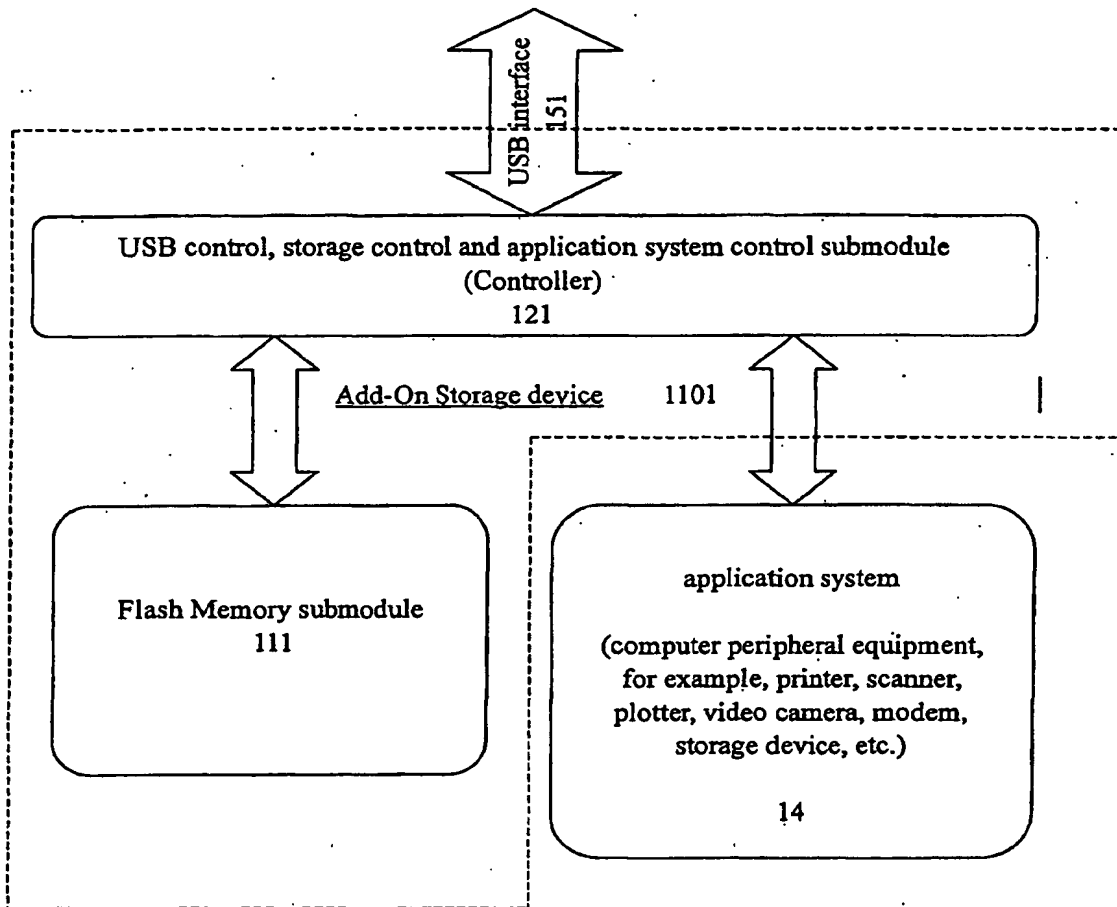 USB interface
151
USB control, storage control and application system control submodule
(Controller)
121
Add-On Storage device 1101
Flash Memory submodule
111
application system
(computer peripheral equipment,
for example, printer, scanner,
plotter, video camera, modem,
storage device, etc.)
14